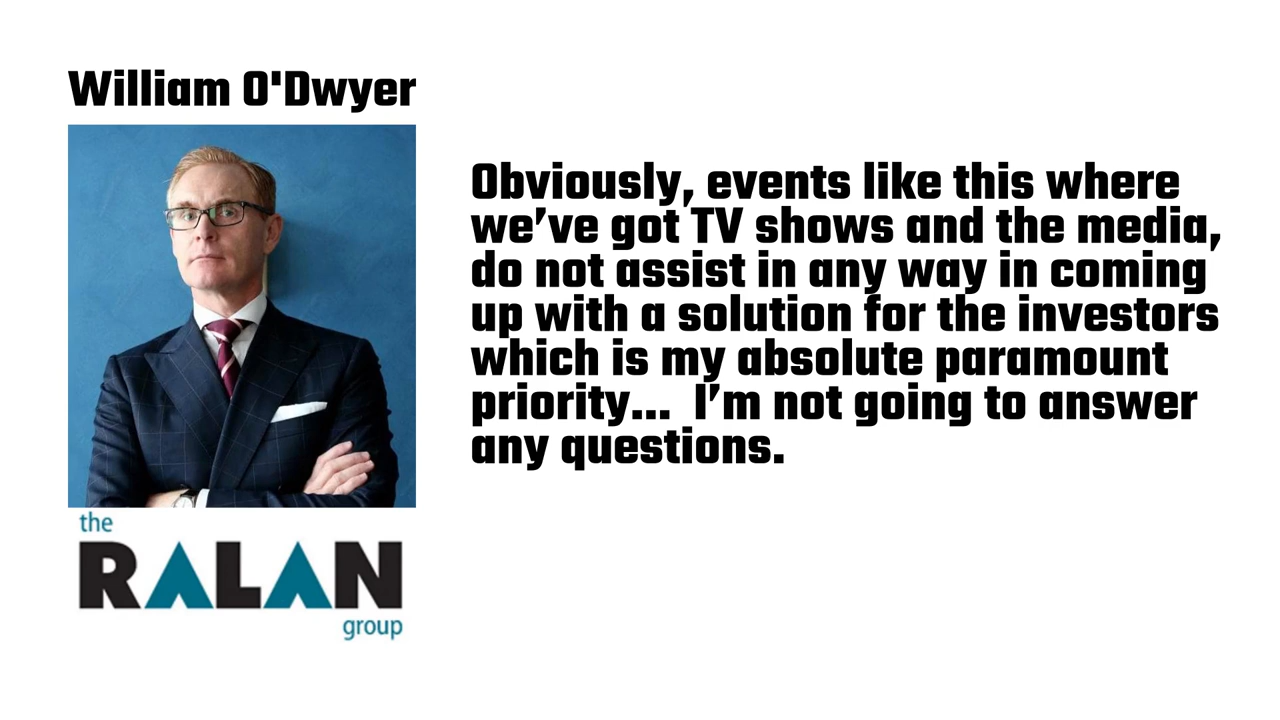 William O'Dwyer
Obviously, events like this where
we’ve got TV shows and the media,
do not assist in any way in coming
up with a solution for the investors
which is my absolute paramount
priority...  I’m not going to answer
any questions.
the
RALAN
group